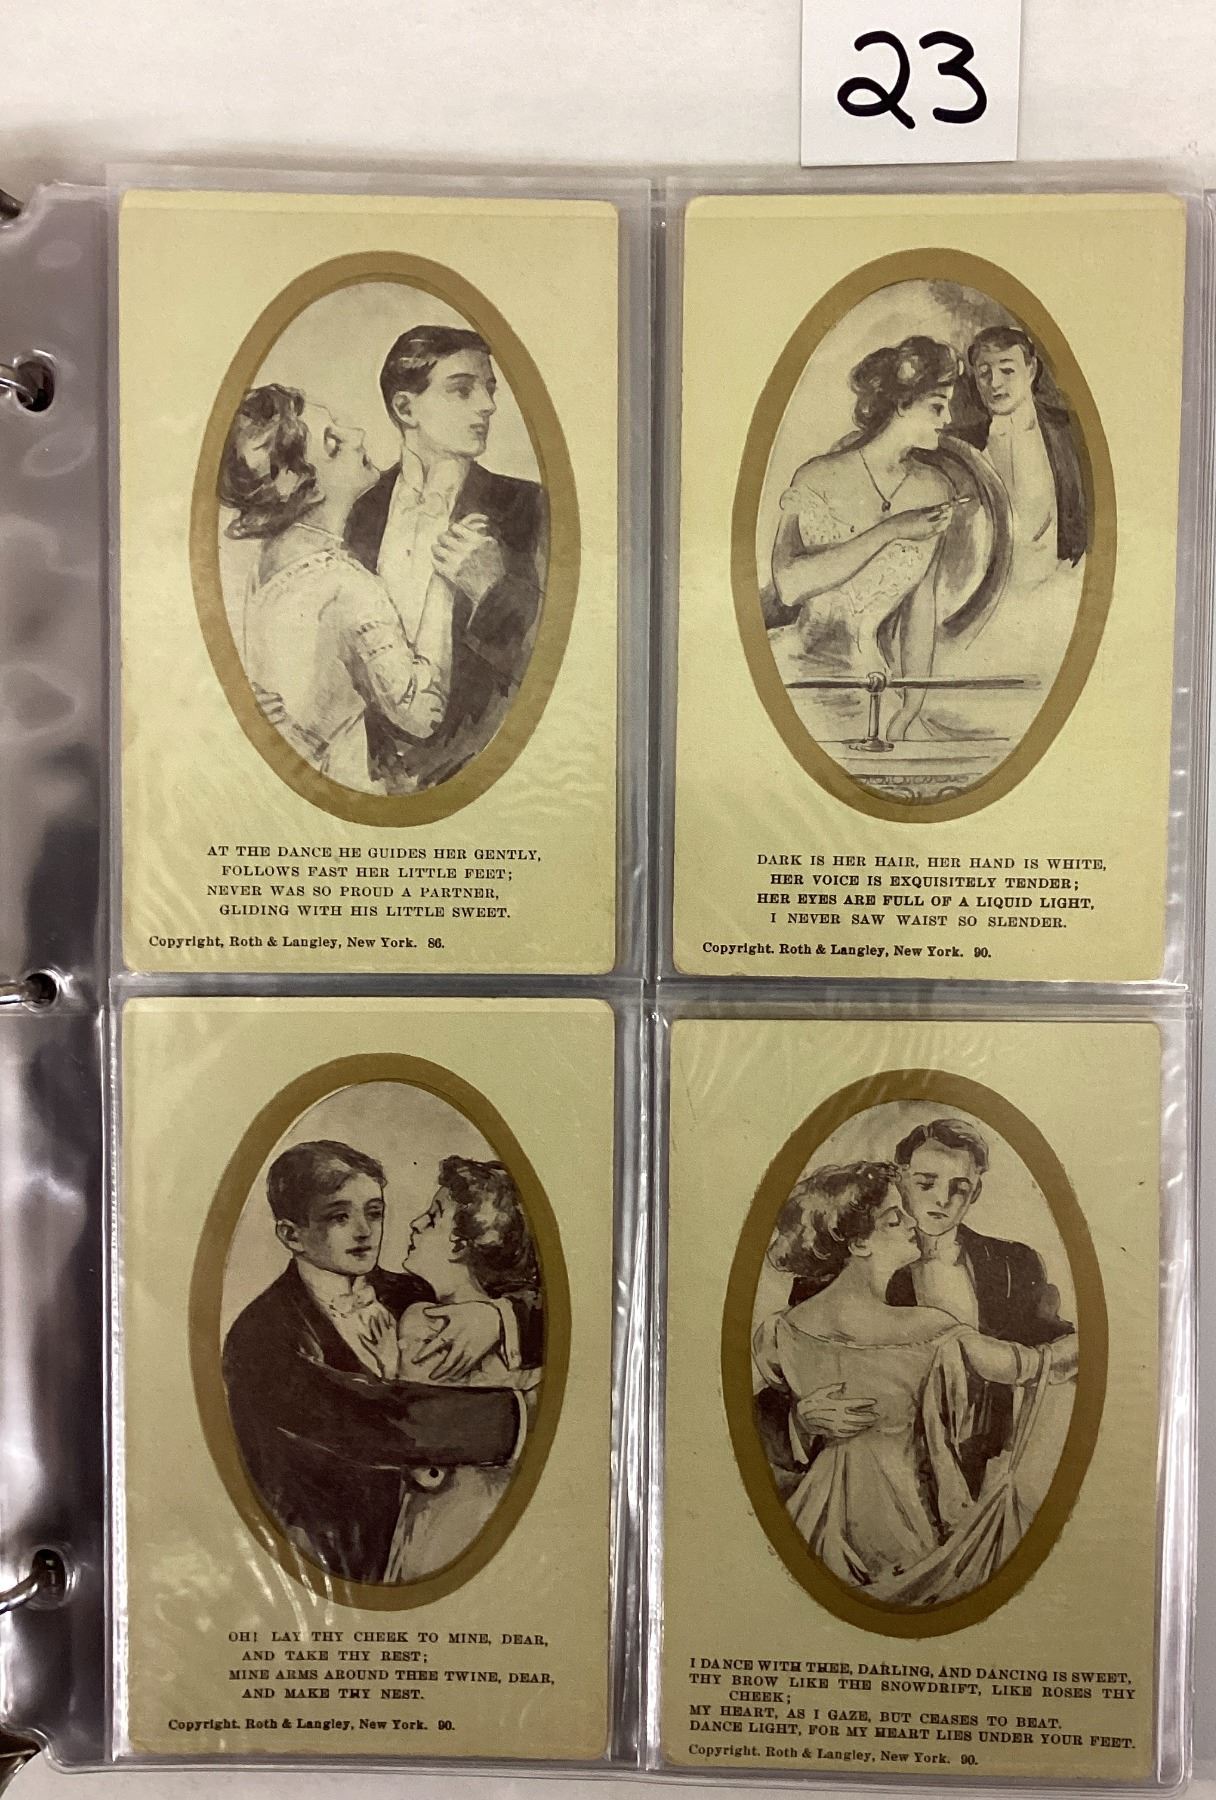 23
AT THE DANCE HE GUIDES HER GENTLY,
FOLLOWS FAST HER LITTLE FEET;
NEVER WAS SO PROUD A PARTNER,
GLIDING WITH HIS LITTLE SWEET.
Copyright, Roth & Langley, New York. 86.
DARK IS HER HAIR, HER HAND IS WHITE,
HER VOICE IS EXQUISITELY TENDER;
HER EYES ARE FULL OF A LIQUID LIGHT,
I NEVER SAW WAIST SO SLENDER.
Copyright. Roth & Langley, New York. 90.
OH! LAY THY CHEEK TO MINE, DEAR,
AND TAKE THY REST;
MINE ARMS AROUND THEE TWINE, DEAR,
AND MAKE THY NEST.
Copyright. Roth & Langley, New York. 90.
I DANCE WITH THEE, DARLING, AND DANCING IS SWEET,
THY BROW LIKE THE SNOWDRIFT, LIKE ROSES THY
CHEEK;
MY HEART, AS I GAZE, BUT CEASES TO BEAT.
DANCE LIGHT, FOR MY HEART LIES UNDER YOUR FEET.
Copyright. Roth & Langley, New York. 90.